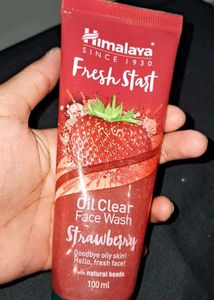 Himalaya
SINCE 1930
Fresh Start
Oil Clear
Face Wash
Strawberry
Goodbye oily skin!
Hello, fresh face!
with natural beads
100 ml